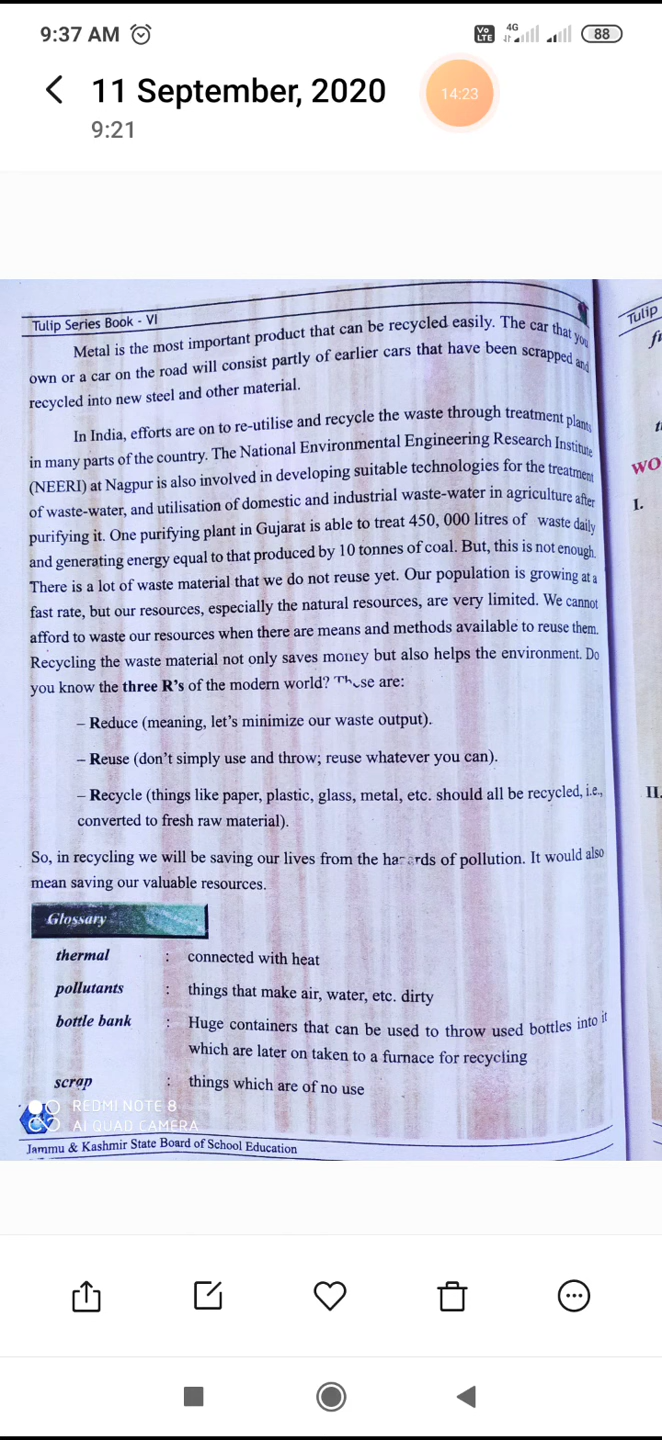 9:37 AM
Vo LTE 4G 88
11 September, 2020
14:23
9:21
Tulip Series Book - VI
Metal is the most important product that can be recycled easily. The car that you
own or a car on the road will consist partly of earlier cars that have been scrapped and
recycled into new steel and other material.
In India, efforts are on to re-utilise and recycle the waste through treatment plants
in many parts of the country. The National Environmental Engineering Research Institute
(NEERI) at Nagpur is also involved in developing suitable technologies for the treatment
of waste-water, and utilisation of domestic and industrial waste-water in agriculture after
purifying it. One purifying plant in Gujarat is able to treat 450, 000 litres of waste daily
and generating energy equal to that produced by 10 tonnes of coal. But, this is not enough.
There is a lot of waste material that we do not reuse yet. Our population is growing at a
fast rate, but our resources, especially the natural resources, are very limited. We cannot
afford to waste our resources when there are means and methods available to reuse them.
Recycling the waste material not only saves money but also helps the environment. Do
you know the three R's of the modern world? These are:
– Reduce (meaning, let's minimize our waste output).
– Reuse (don't simply use and throw; reuse whatever you can).
– Recycle (things like paper, plastic, glass, metal, etc. should all be recycled, i.e.,
converted to fresh raw material).
So, in recycling we will be saving our lives from the hazards of pollution. It would also
mean saving our valuable resources.
Glossary
thermal : connected with heat
pollutants : things that make air, water, etc. dirty
bottle bank : Huge containers that can be used to throw used bottles into it
which are later on taken to a furnace for recycling
scrap : things which are of no use
REDMI NOTE 8
AI QUAD CAMERA
Jammu & Kashmir State Board of School Education
Tulip
WO
I.
II.